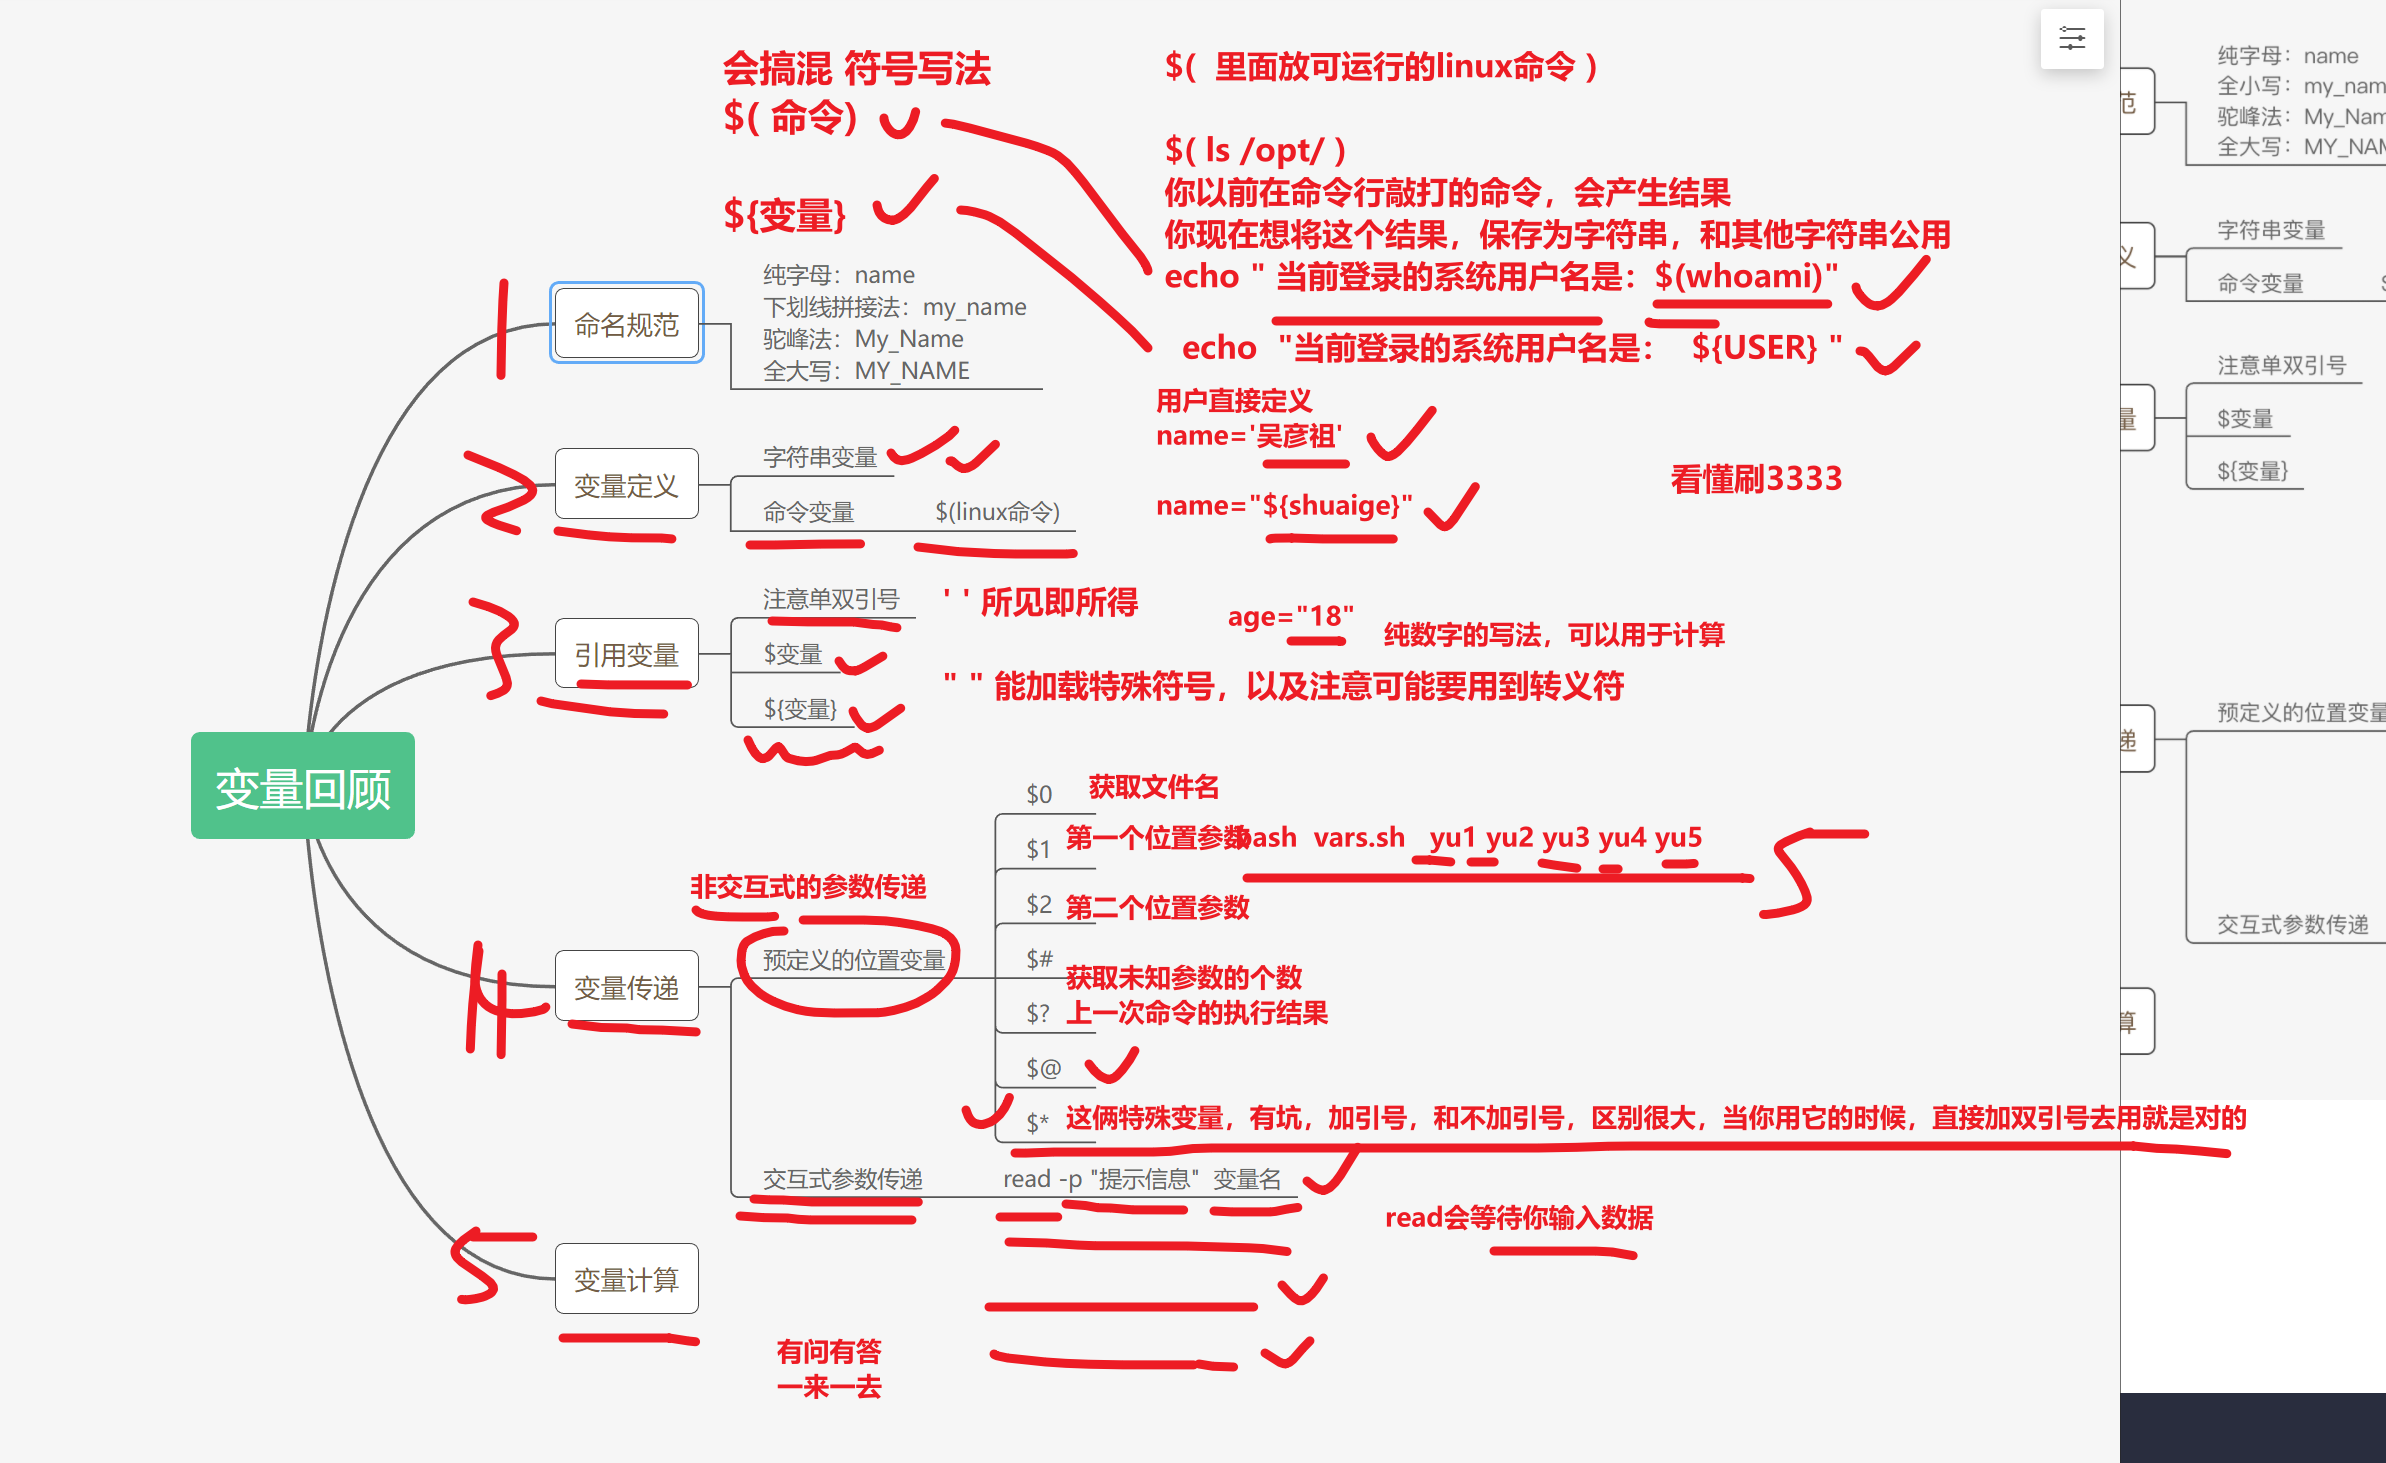 会搞混 符号写法
$( 命令)
${变量}
$( 里面放可运行的linux命令 )
$( ls /opt/ )
你以前在命令行敲打的命令，会产生结果
你现在想将这个结果，保存为字符串，和其他字符串公用
echo " 当前登录的系统用户名是：$(whoami)"
echo "当前登录的系统用户名是： ${USER} "
用户直接定义
name='吴彦祖'
name="${shuaige}"
看懂刷3333
变量回顾
命名规范
纯字母：name
下划线拼接法：my_name
驼峰法：My_Name
全大写：MY_NAME
变量定义
字符串变量
命令变量 $(linux命令)
引用变量
注意单双引号
$变量
${变量}
' ' 所见即所得
age="18"
纯数字的写法，可以用于计算
" " 能加载特殊符号，以及注意可能要用到转义符
变量传递
非交互式的参数传递
预定义的位置变量
$0 获取文件名
$1 第一个位置参数
bash vars.sh yu1 yu2 yu3 yu4 yu5
$2 第二个位置参数
$# 获取未知参数的个数
$? 上一次命令的执行结果
$@
$* 这俩特殊变量，有坑，加引号，和不加引号，区别很大，当你用它的时候，直接加双引号去用就是对的
交互式参数传递 read -p "提示信息" 变量名
read会等待你输入数据
变量计算
有问有答
一来一去
范
纯字母：name
全小写：my_nam
驼峰法：My_Nam
全大写：MY_NAM
义
字符串变量
命令变量 $
量
注意单双引号
$变量
${变量}
递
预定义的位置变量
交互式参数传递
算